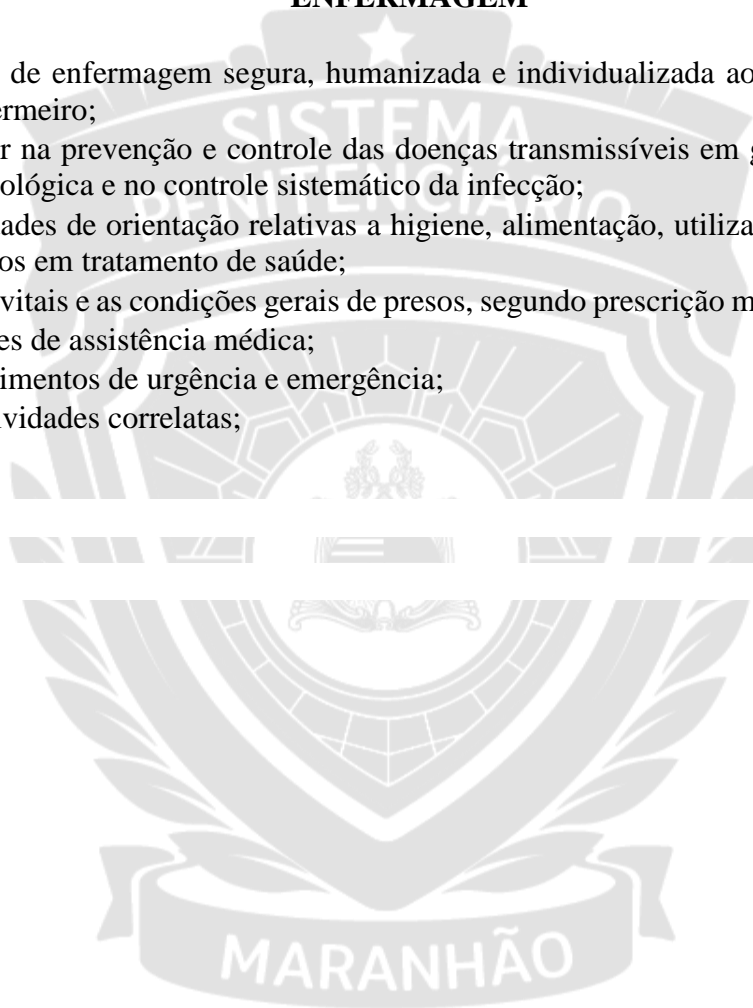 ENFERMAGEM
de enfermagem segura, humanizada e individualizada ao
ermeiro;
r na prevenção e controle das doenças transmissíveis em g
ológica e no controle sistemático da infecção;
ades de orientação relativas a higiene, alimentação, utiliza
os em tratamento de saúde;
vitais e as condições gerais de presos, segundo prescrição m
es de assistência médica;
imentos de urgência e emergência;
ividades correlatas;
SISTEMA
PENITENCIÁRIO
MARANHÃO